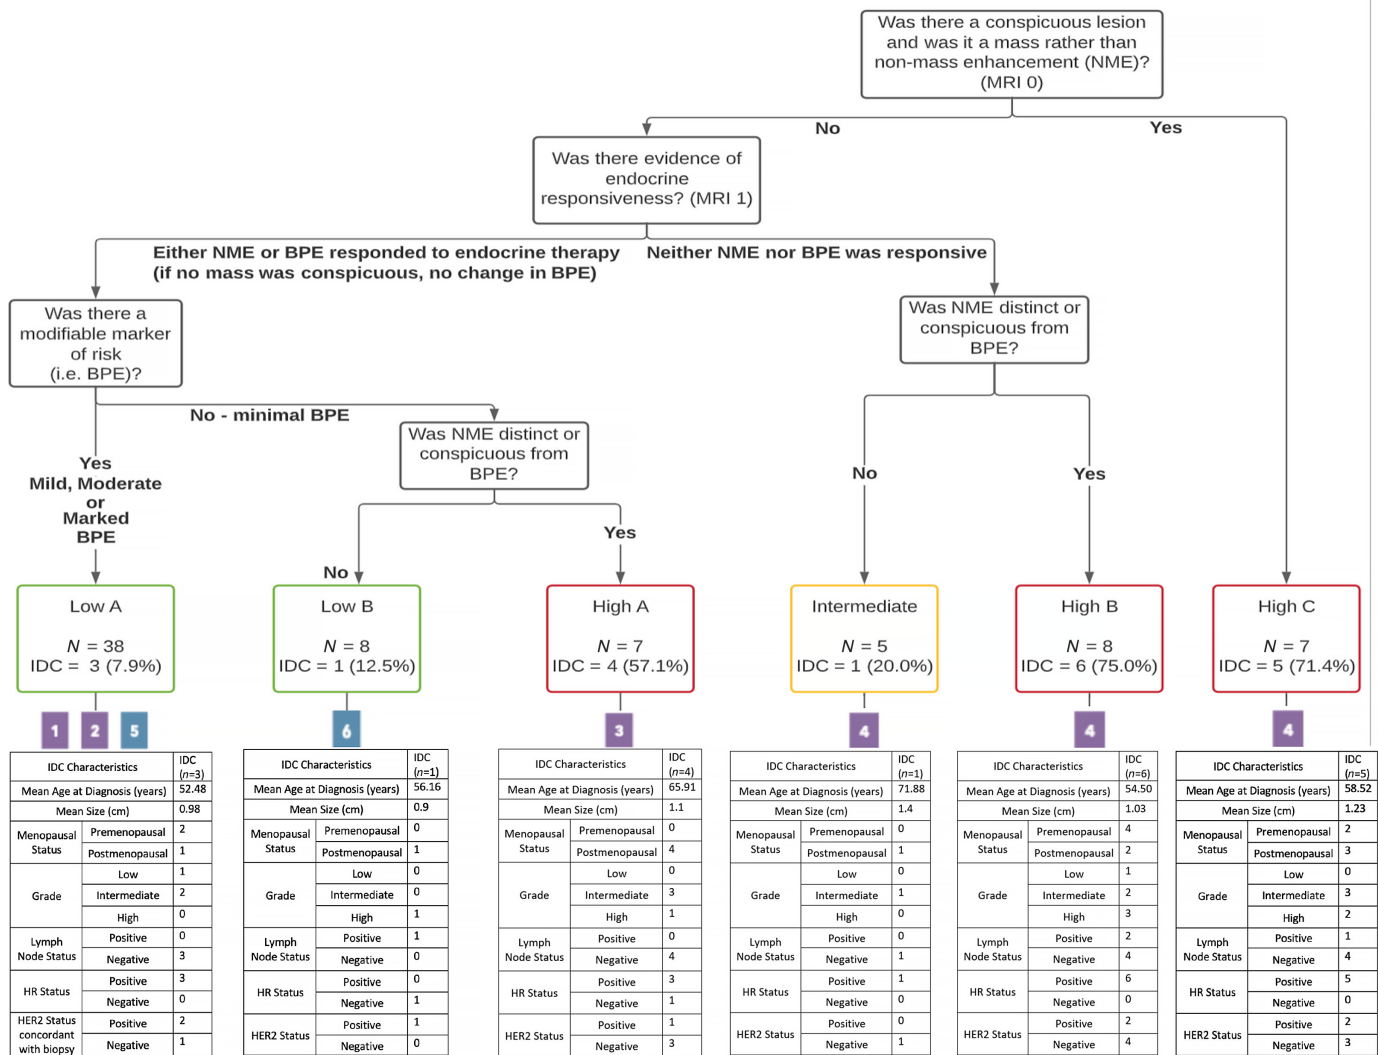 Was there a conspicuous lesion
and was it a mass rather than
non-mass enhancement (NME)?
(MRI 0)
No
Yes
Was there evidence of
endocrine
responsiveness? (MRI 1)
Either NME or BPE responded to endocrine therapy
(if no mass was conspicuous, no change in BPE)
Neither NME nor BPE was responsive
Was there a
modifiable marker
of risk
(i.e. BPE)?
Was NME distinct or
conspicuous from
BPE?
No - minimal BPE
Was NME distinct or
conspicuous from
BPE?
Yes
Mild, Moderate
or
Marked
BPE
No
Yes
No
Yes
Low A
N = 38
IDC = 3 (7.9%)
Low B
N = 8
IDC = 1 (12.5%)
High A
N = 7
IDC = 4 (57.1%)
Intermediate
N = 5
IDC = 1 (20.0%)
High B
N = 8
IDC = 6 (75.0%)
High C
N = 7
IDC = 5 (71.4%)
1 2 5
6
3
4
4
4
IDC Characteristics IDC (n=3)
Mean Age at Diagnosis (years) 52.48
Mean Size (cm) 0.98
Menopausal Status Premenopausal 2
Postmenopausal 1
Grade Low 1
Intermediate 2
High 0
Lymph Node Status Positive 0
Negative 3
HR Status Positive 3
Negative 0
HER2 Status concordant with biopsy Positive 2
Negative 1
IDC Characteristics IDC (n=1)
Mean Age at Diagnosis (years) 56.16
Mean Size (cm) 0.9
Menopausal Status Premenopausal 0
Postmenopausal 1
Grade Low 0
Intermediate 0
High 1
Lymph Node Status Positive 1
Negative 0
HR Status Positive 0
Negative 1
HER2 Status Positive 1
Negative 0
IDC Characteristics IDC (n=4)
Mean Age at Diagnosis (years) 65.91
Mean Size (cm) 1.1
Menopausal Status Premenopausal 0
Postmenopausal 4
Grade Low 0
Intermediate 3
High 1
Lymph Node Status Positive 0
Negative 4
HR Status Positive 3
Negative 1
HER2 Status Positive 1
Negative 3
IDC Characteristics IDC (n=1)
Mean Age at Diagnosis (years) 71.88
Mean Size (cm) 1.4
Menopausal Status Premenopausal 0
Postmenopausal 1
Grade Low 0
Intermediate 1
High 0
Lymph Node Status Positive 0
Negative 1
HR Status Positive 1
Negative 0
HER2 Status Positive 0
Negative 1
IDC Characteristics IDC (n=6)
Mean Age at Diagnosis (years) 54.50
Mean Size (cm) 1.03
Menopausal Status Premenopausal 4
Postmenopausal 2
Grade Low 1
Intermediate 2
High 3
Lymph Node Status Positive 2
Negative 4
HR Status Positive 6
Negative 0
HER2 Status Positive 2
Negative 4
IDC Characteristics IDC (n=5)
Mean Age at Diagnosis (years) 58.52
Mean Size (cm) 1.23
Menopausal Status Premenopausal 2
Postmenopausal 3
Grade Low 0
Intermediate 3
High 2
Lymph Node Status Positive 1
Negative 4
HR Status Positive 5
Negative 0
HER2 Status Positive 2
Negative 3